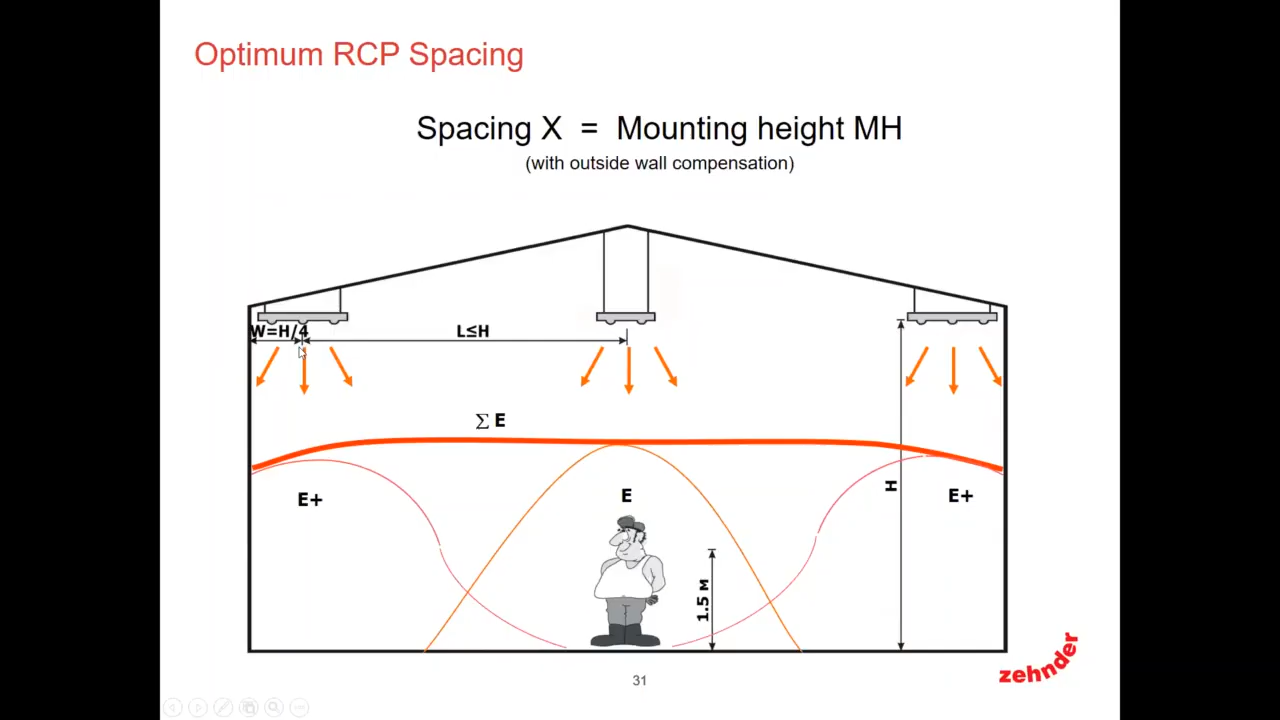 Optimum RCP Spacing
Spacing X = Mounting height MH
(with outside wall compensation)
W=H/4
L≤H
∑ E
E+
E
E+
H
1.5 м
zehnder
31